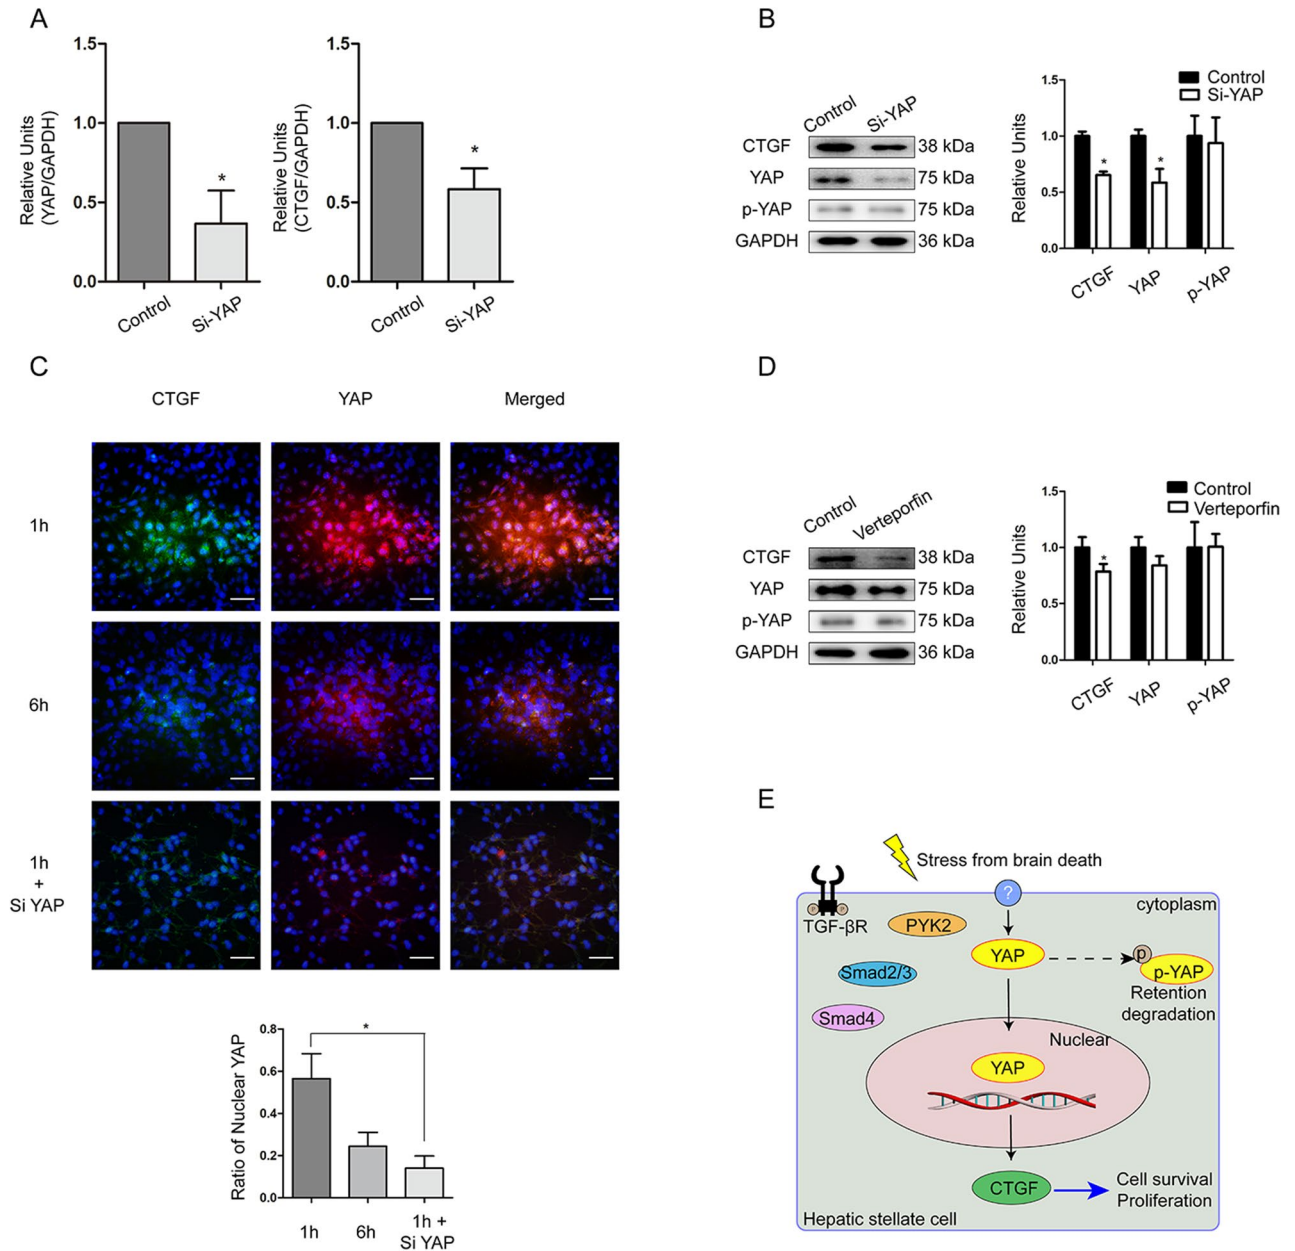 A
1.5
1.0
0.5
0.0
Relative Units
(YAP/GAPDH)
*
Control
Si-YAP
1.5
1.0
0.5
0.0
Relative Units
(CTGF/GAPDH)
*
Control
Si-YAP
B
Control
Si-YAP
CTGF 38 kDa
YAP 75 kDa
p-YAP 75 kDa
GAPDH 36 kDa
Control
Si-YAP
1.5
1.0
0.5
0.0
Relative Units
*
*
CTGF
YAP
p-YAP
C
CTGF YAP Merged
1h
6h
1h
+
Si YAP
0.8
0.6
0.4
0.2
0.0
Ratio of Nuclear YAP
*
1h
6h
1h +
Si YAP
D
Control
Verteporfin
CTGF 38 kDa
YAP 75 kDa
p-YAP 75 kDa
GAPDH 36 kDa
Control
Verteporfin
1.5
1.0
0.5
0.0
Relative Units
*
CTGF
YAP
p-YAP
E
Stress from brain death
?
cytoplasm
P P
TGF-βR
PYK2
YAP
p
p-YAP
Retention
degradation
Smad2/3
Smad4
Nuclear
YAP
CTGF
Cell survival
Proliferation
Hepatic stellate cell